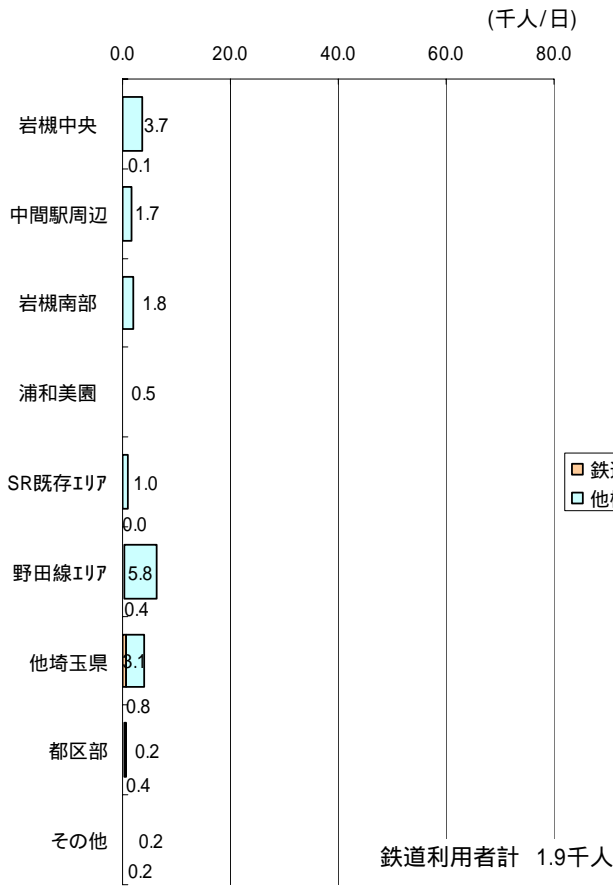 (千人/日)
0.0 20.0 40.0 60.0 80.0
岩槻中央 3.7
0.1
中間駅周辺 1.7
岩槻南部 1.8
浦和美園 0.5
SR既存ｴﾘｱ 1.0
0.0
鉄道
他
野田線ｴﾘｱ 5.8
0.4
他埼玉県 3.1
0.8
都区部 0.2
0.4
その他 0.2
0.2
鉄道利用者計 1.9千人